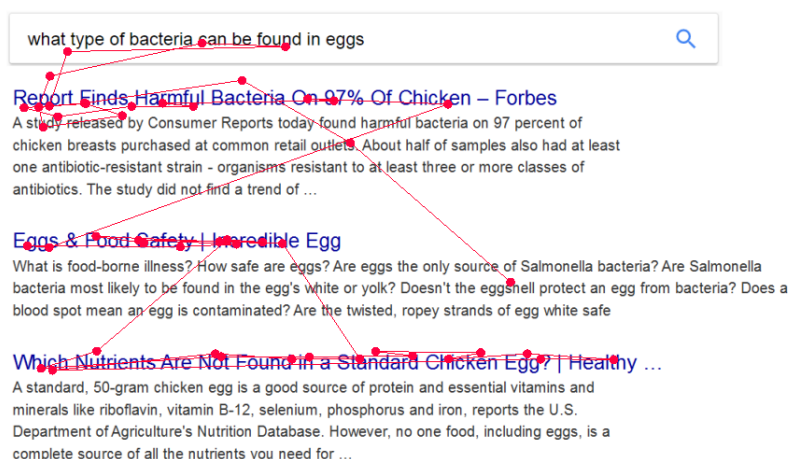 what type of bacteria can be found in eggs
Report Finds Harmful Bacteria On 97% Of Chicken – Forbes
A study released by Consumer Reports today found harmful bacteria on 97 percent of
chicken breasts purchased at common retail outlets. About half of samples also had at least
one antibiotic-resistant strain - organisms resistant to at least three or more classes of
antibiotics. The study did not find a trend of …
Eggs & Food Safety | Incredible Egg
What is food-borne illness? How safe are eggs? Are eggs the only source of Salmonella bacteria? Are Salmonella
bacteria most likely to be found in the egg's white or yolk? Doesn't the eggshell protect an egg from bacteria? Does a
blood spot mean an egg is contaminated? Are the twisted, ropey strands of egg white safe
Which Nutrients Are Not Found in a Standard Chicken Egg? | Healthy …
A standard, 50-gram chicken egg is a good source of protein and essential vitamins and
minerals like riboflavin, vitamin B-12, selenium, phosphorus and iron, reports the U.S.
Department of Agriculture's Nutrition Database. However, no one food, including eggs, is a
complete source of all the nutrients you need for …